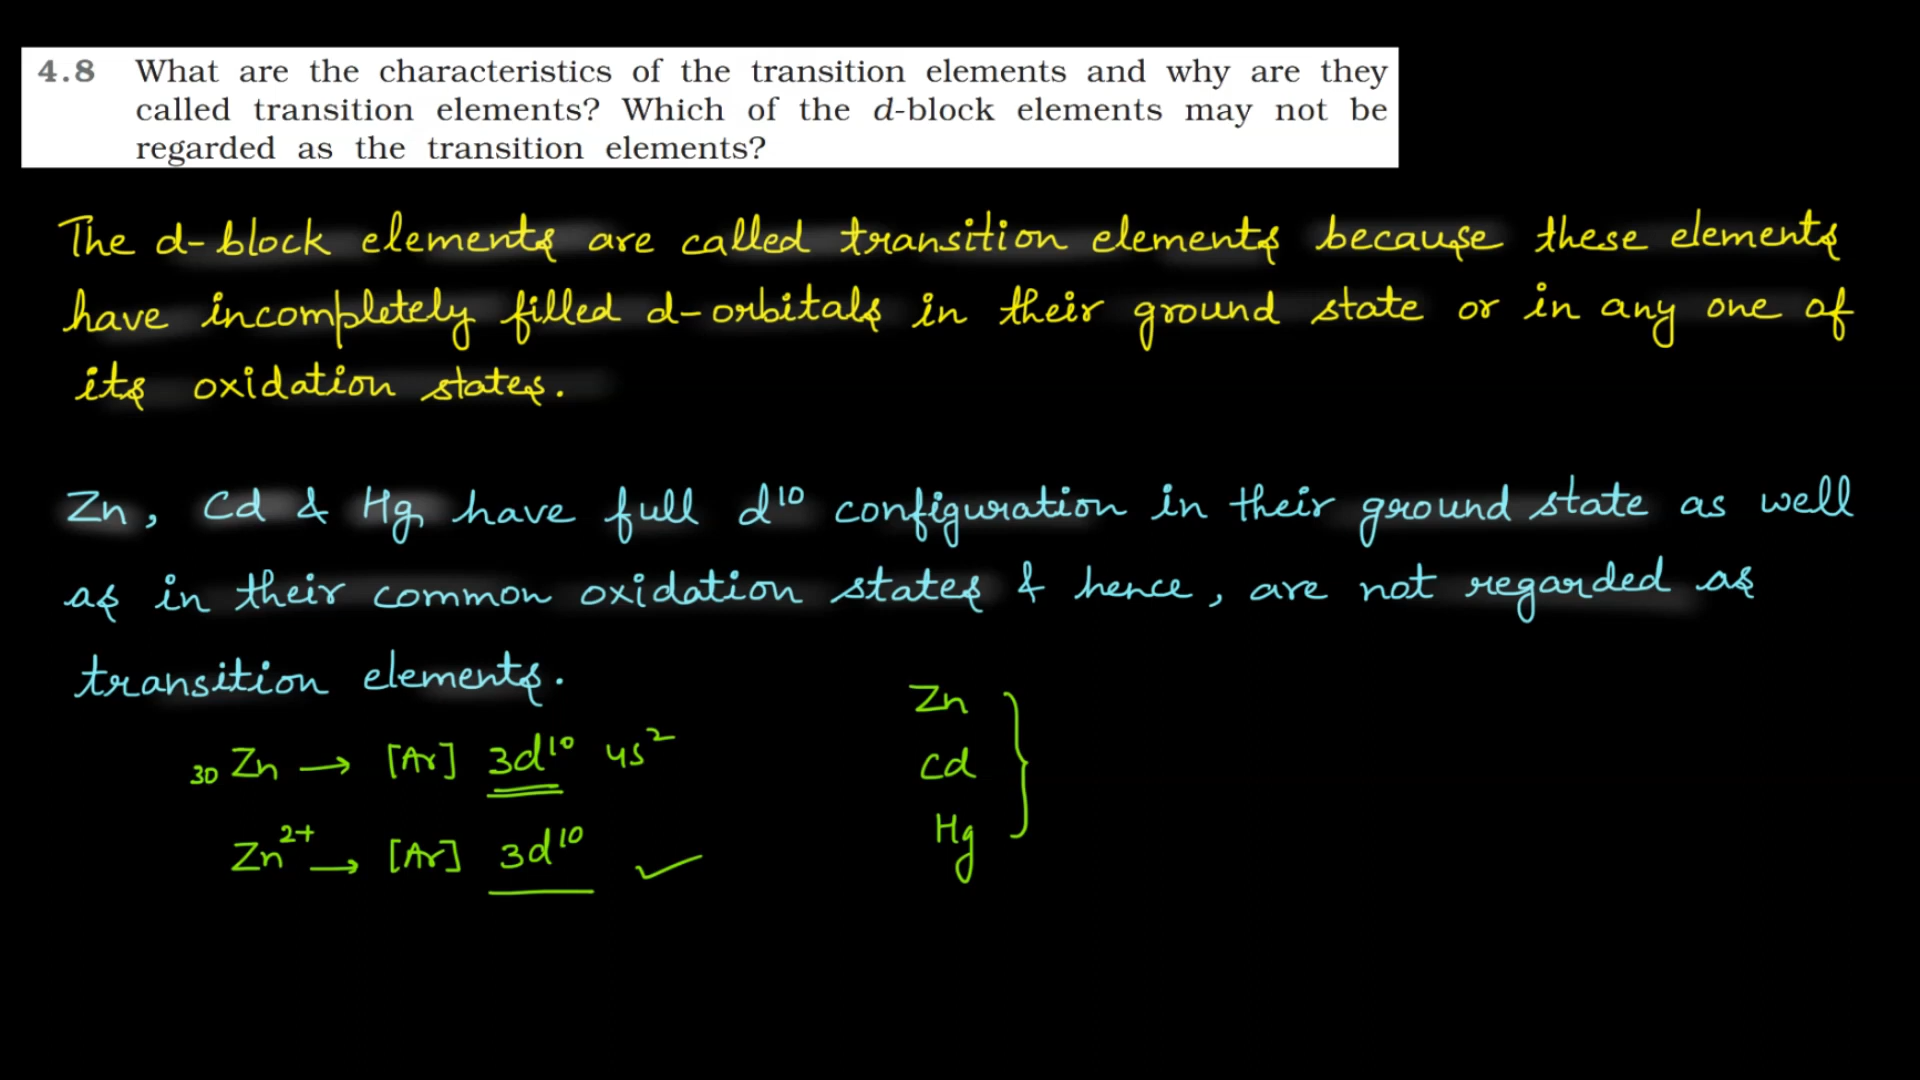 4.8 What are the characteristics of the transition elements and why are they
called transition elements? Which of the d-block elements may not be
regarded as the transition elements?
The d-block elements are called transition elements because these elements
have incompletely filled d-orbitals in their ground state or in any one of
its oxidation states.
Zn, Cd & Hg have full d¹⁰ configuration in their ground state as well
as in their common oxidation states & hence, are not regarded as
transition elements.
₃₀Zn → [Ar] 3d¹⁰ 4s²
Zn²⁺ → [Ar] 3d¹⁰ ✓
Zn
Cd
Hg